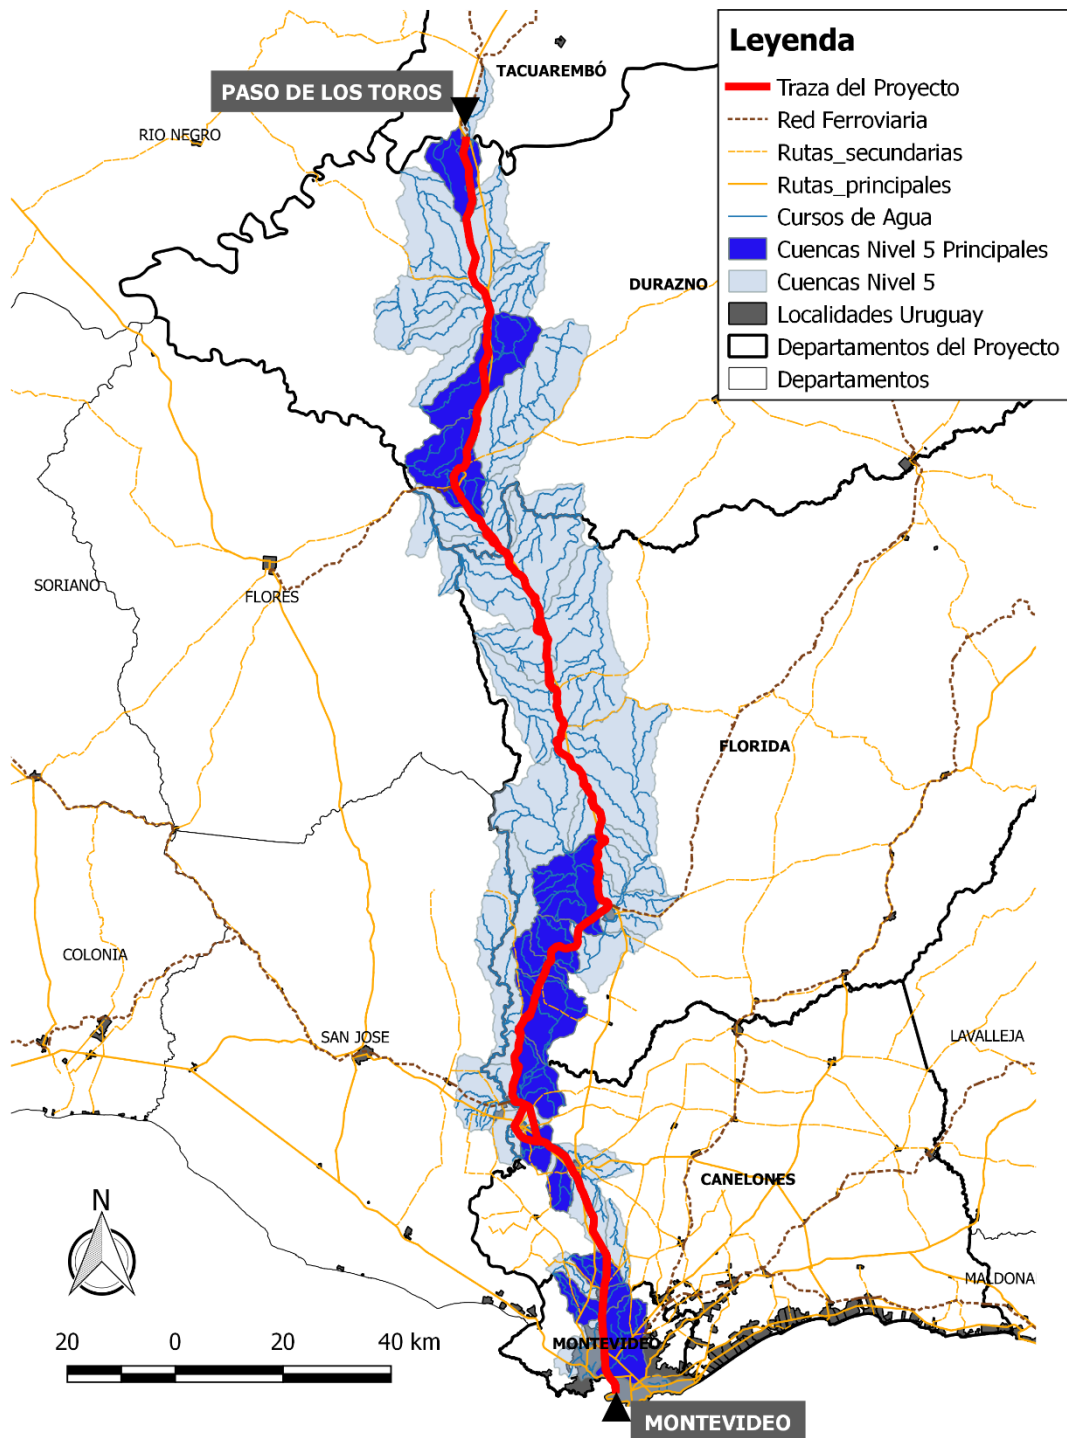 Leyenda
Traza del Proyecto
Red Ferroviaria
Rutas_secundarias
Rutas_principales
Cursos de Agua
Cuencas Nivel 5 Principales
Cuencas Nivel 5
Localidades Uruguay
Departamentos del Proyecto
Departamentos
TACUAREMBÓ
PASO DE LOS TOROS
RIO NEGRO
DURAZNO
SORIANO
FLORES
FLORIDA
COLONIA
SAN JOSE
LAVALLEJA
CANELONES
N
MALDONA
20 0 20 40 km
MONTEVIDEO
MONTEVIDEO